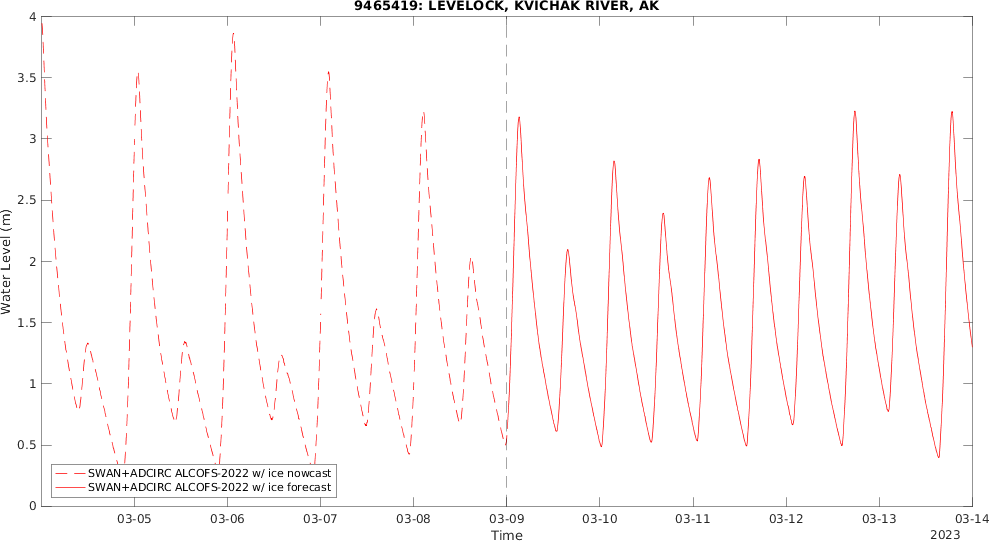 9465419: LEVELOCK, KVICHAK RIVER, AK
Water Level (m)
4
3.5
3
2.5
2
1.5
1
0.5
0
SWAN+ADCIRC ALCOFS-2022 w/ ice nowcast
SWAN+ADCIRC ALCOFS-2022 w/ ice forecast
03-05 03-06 03-07 03-08 03-09 03-10 03-11 03-12 03-13 03-14
Time
2023